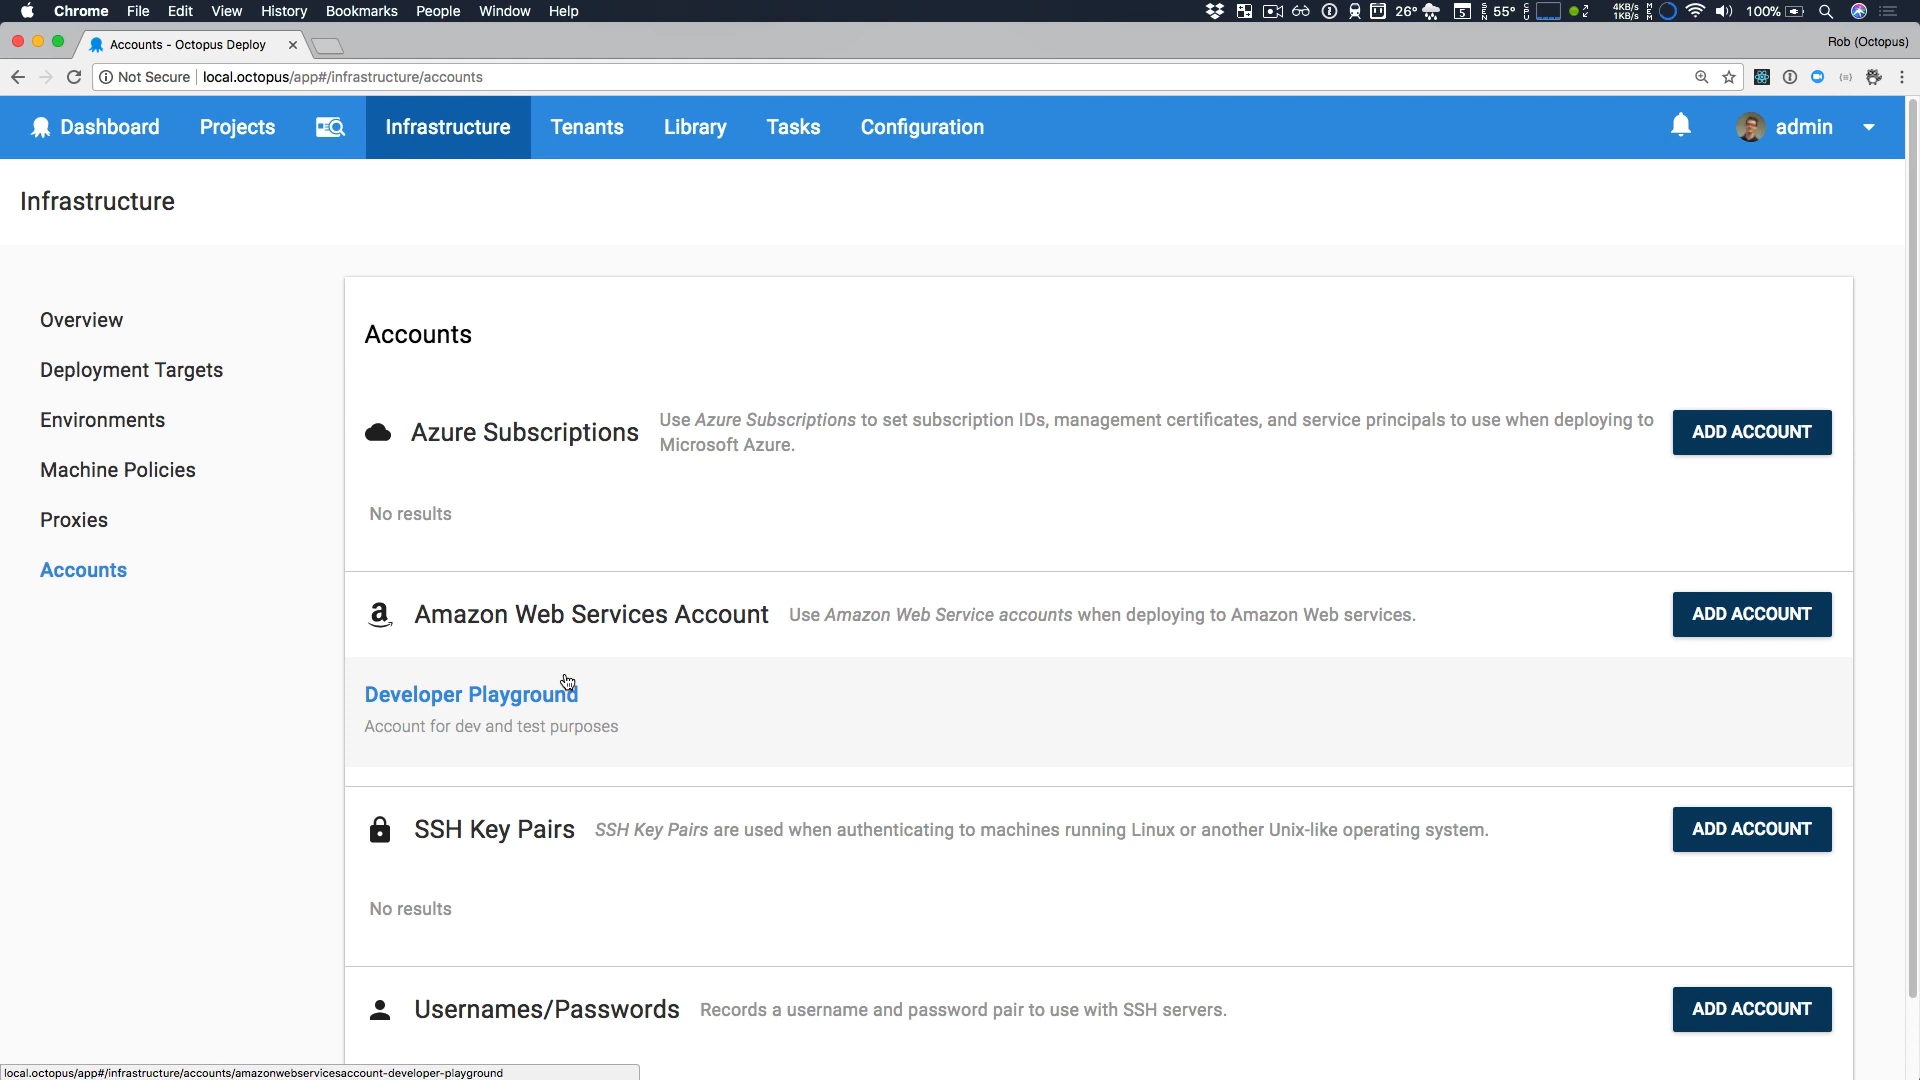 Chrome File Edit View History Bookmarks People Window Help 26° 5 55° 4KB/s 1KB/s 100%
Accounts - Octopus Deploy
Rob (Octopus)
Not Secure local.octopus/app#/infrastructure/accounts
Dashboard Projects Infrastructure Tenants Library Tasks Configuration admin
Infrastructure
Overview
Deployment Targets
Environments
Machine Policies
Proxies
Accounts
Accounts
Azure Subscriptions
Use Azure Subscriptions to set subscription IDs, management certificates, and service principals to use when deploying to
Microsoft Azure.
ADD ACCOUNT
No results
Amazon Web Services Account Use Amazon Web Service accounts when deploying to Amazon Web services. ADD ACCOUNT
Developer Playground
Account for dev and test purposes
SSH Key Pairs SSH Key Pairs are used when authenticating to machines running Linux or another Unix-like operating system. ADD ACCOUNT
No results
Usernames/Passwords Records a username and password pair to use with SSH servers. ADD ACCOUNT
local.octopus/app#/infrastructure/accounts/amazonwebservicesaccount-developer-playground